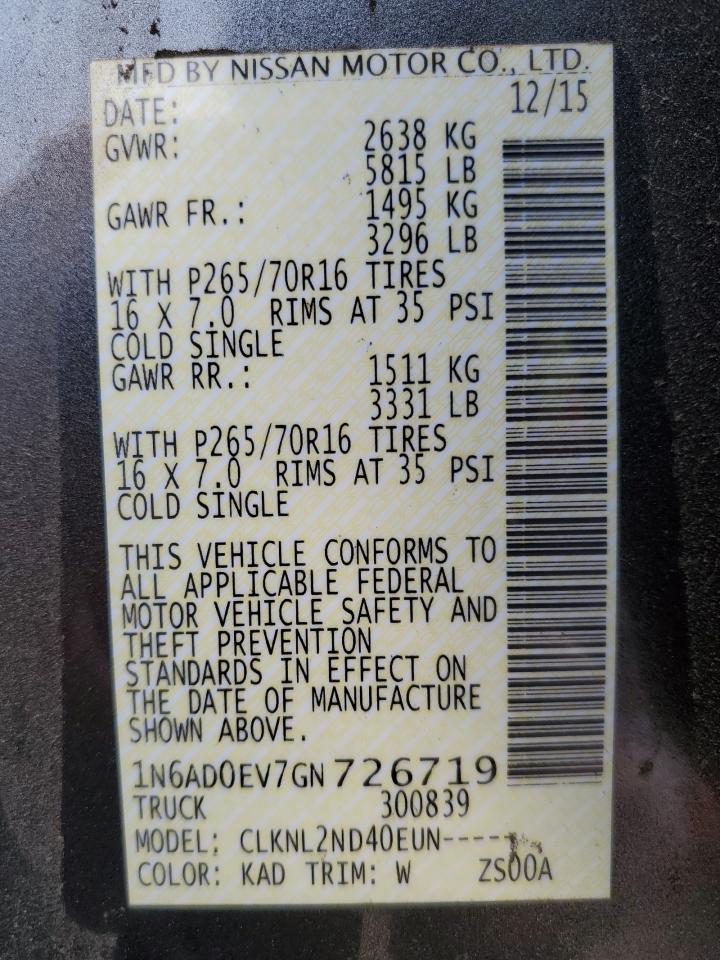 MFD BY NISSAN MOTOR CO., LTD.
DATE: 12/15
GVWR: 2638 KG
5815 LB
GAWR FR.: 1495 KG
3296 LB
WITH P265/70R16 TIRES
16 X 7.0 RIMS AT 35 PSI
COLD SINGLE
GAWR RR.: 1511 KG
3331 LB
WITH P265/70R16 TIRES
16 X 7.0 RIMS AT 35 PSI
COLD SINGLE
THIS VEHICLE CONFORMS TO
ALL APPLICABLE FEDERAL
MOTOR VEHICLE SAFETY AND
THEFT PREVENTION
STANDARDS IN EFFECT ON
THE DATE OF MANUFACTURE
SHOWN ABOVE.
1N6AD0EV7GN726719
TRUCK 300839
MODEL: CLKNL2ND40EUN-----
COLOR: KAD TRIM: W ZS00A